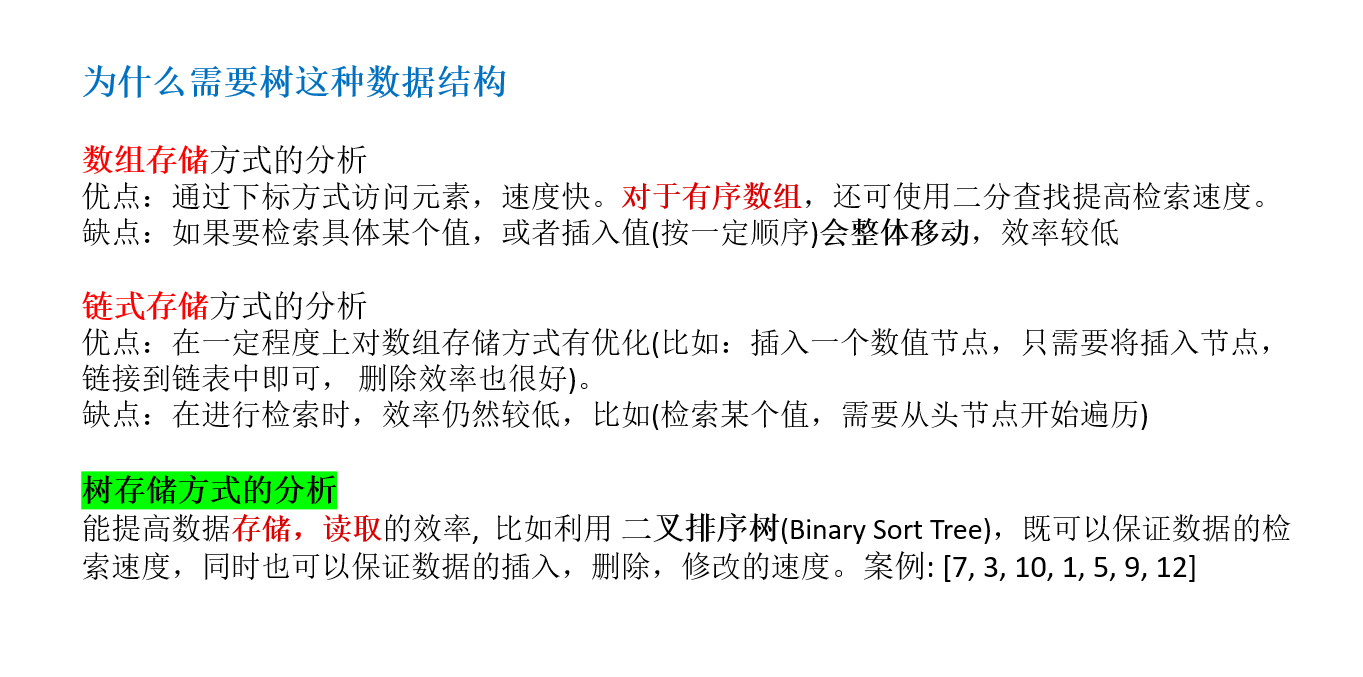 为什么需要树这种数据结构
数组存储方式的分析
优点：通过下标方式访问元素，速度快。对于有序数组，还可使用二分查找提高检索速度。
缺点：如果要检索具体某个值，或者插入值(按一定顺序)会整体移动，效率较低
链式存储方式的分析
优点：在一定程度上对数组存储方式有优化(比如：插入一个数值节点，只需要将插入节点，
链接到链表中即可， 删除效率也很好)。
缺点：在进行检索时，效率仍然较低，比如(检索某个值，需要从头节点开始遍历)
树存储方式的分析
能提高数据存储，读取的效率, 比如利用 二叉排序树(Binary Sort Tree)，既可以保证数据的检
索速度，同时也可以保证数据的插入，删除，修改的速度。案例: [7, 3, 10, 1, 5, 9, 12]